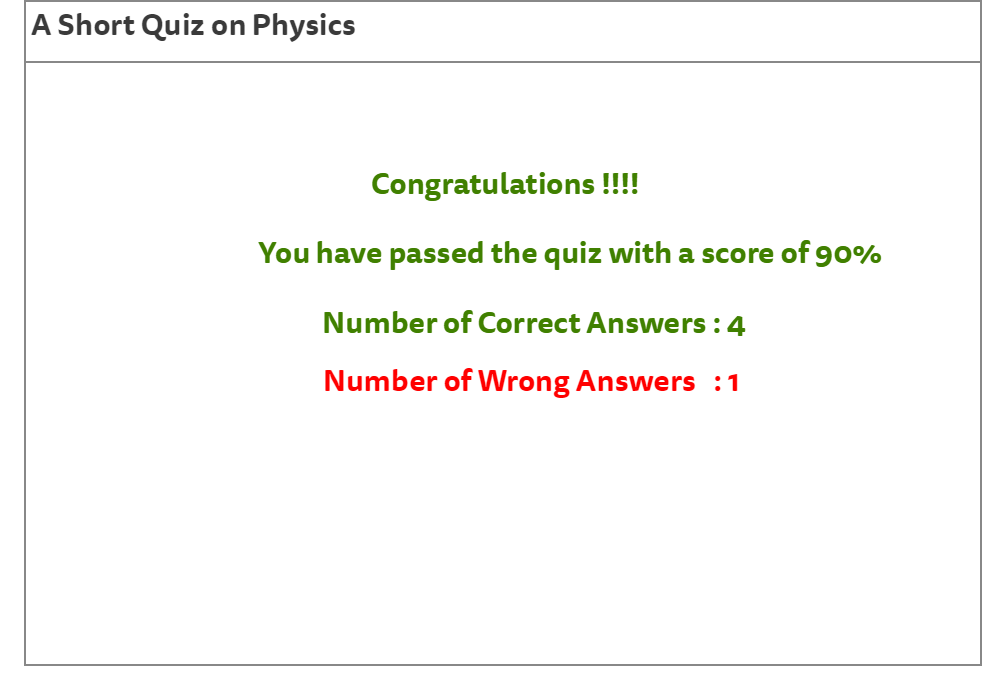 A Short Quiz on Physics
Congratulations !!!!
You have passed the quiz with a score of 90%
Number of Correct Answers : 4
Number of Wrong Answers : 1